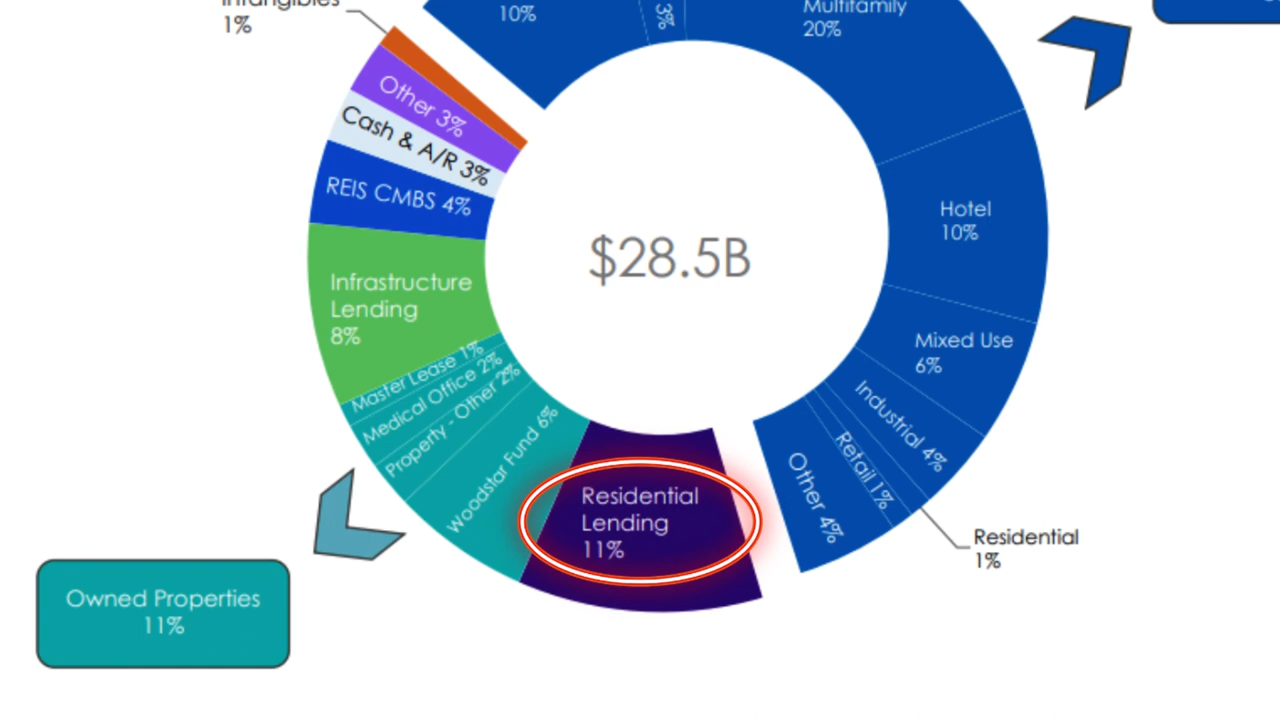 Intangibles
1%
10%
3%
Multifamily
20%
Other 3%
Cash & A/R 3%
REIS CMBS 4%
Hotel
10%
$28.5B
Infrastructure
Lending
8%
Mixed Use
6%
Master Lease 1%
Medical Office 2%
Property - Other 2%
Woodstar Fund 6%
Industrial 4%
Retail 1%
Other 4%
Residential
Lending
11%
Residential
1%
Owned Properties
11%